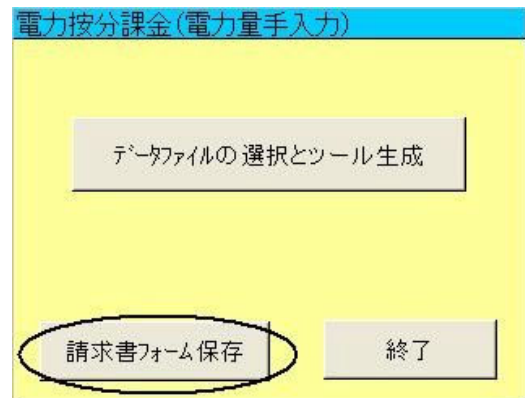 電力按分課金(電力量手入力)
ﾃﾞｰﾀﾌｧｲﾙの選択とツール生成
請求書ﾌｫｰﾑ保存
終了